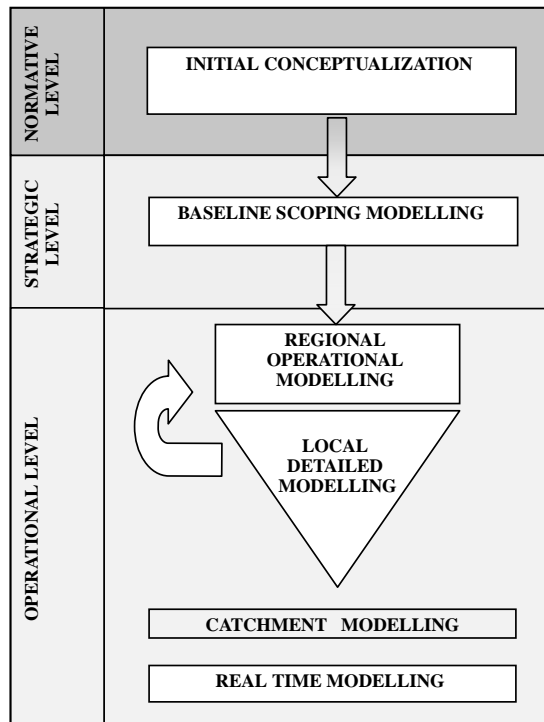 NORMATIVE
LEVEL
INITIAL CONCEPTUALIZATION
STRATEGIC
LEVEL
BASELINE SCOPING MODELLING
OPERATIONAL LEVEL
REGIONAL
OPERATIONAL
MODELLING
LOCAL
DETAILED
MODELLING
CATCHMENT MODELLING
REAL TIME MODELLING